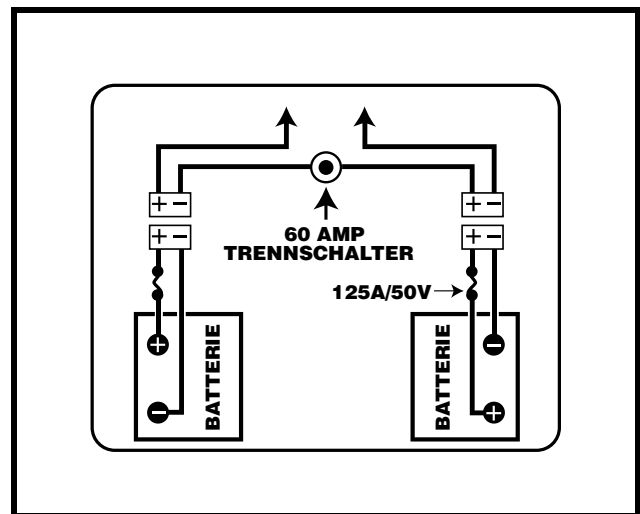 + −
+ −
+ −
+ −
60 AMP
TRENNSCHALTER
125A/50V
+
−
BATTERIE
BATTERIE
−
+